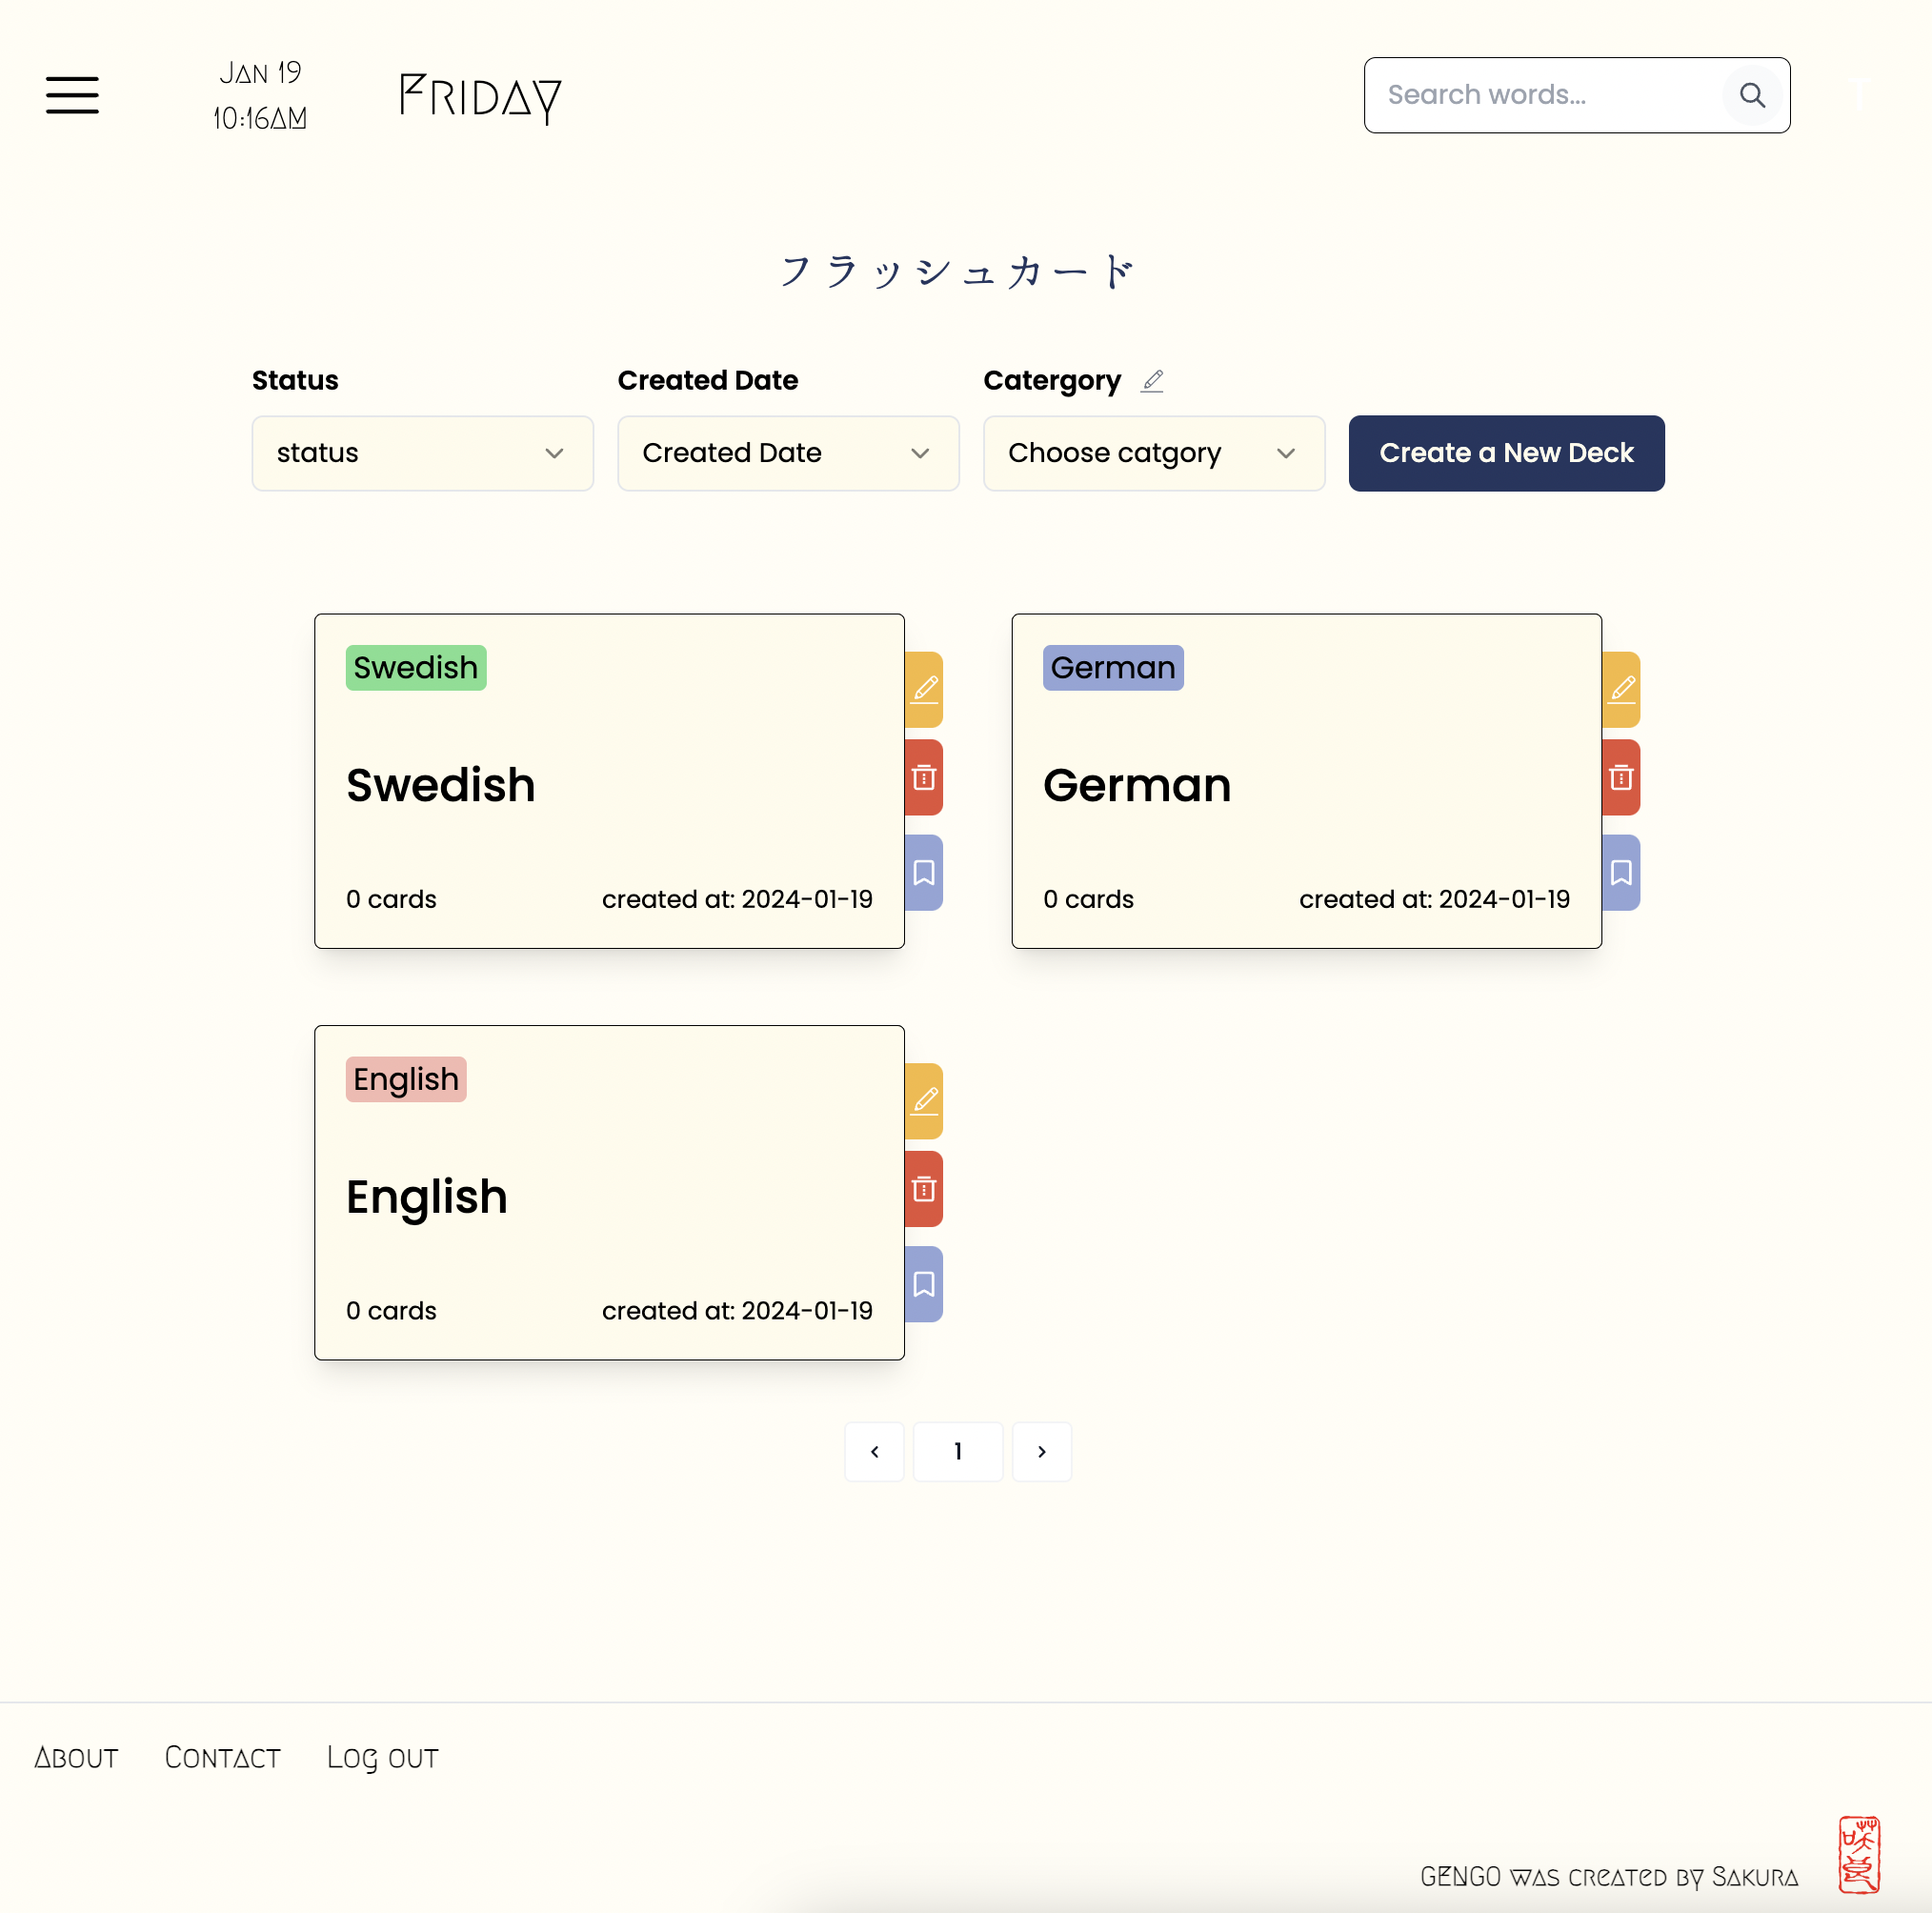 Jan 19
10:16AM
Friday
Search words...
フラッシュカード
Status
Created Date
Catergory
status
Created Date
Choose catgory
Create a New Deck
Swedish
Swedish
0 cards
created at: 2024-01-19
German
German
0 cards
created at: 2024-01-19
English
English
0 cards
created at: 2024-01-19
1
About
Contact
Log out
GENGO was created by Sakura